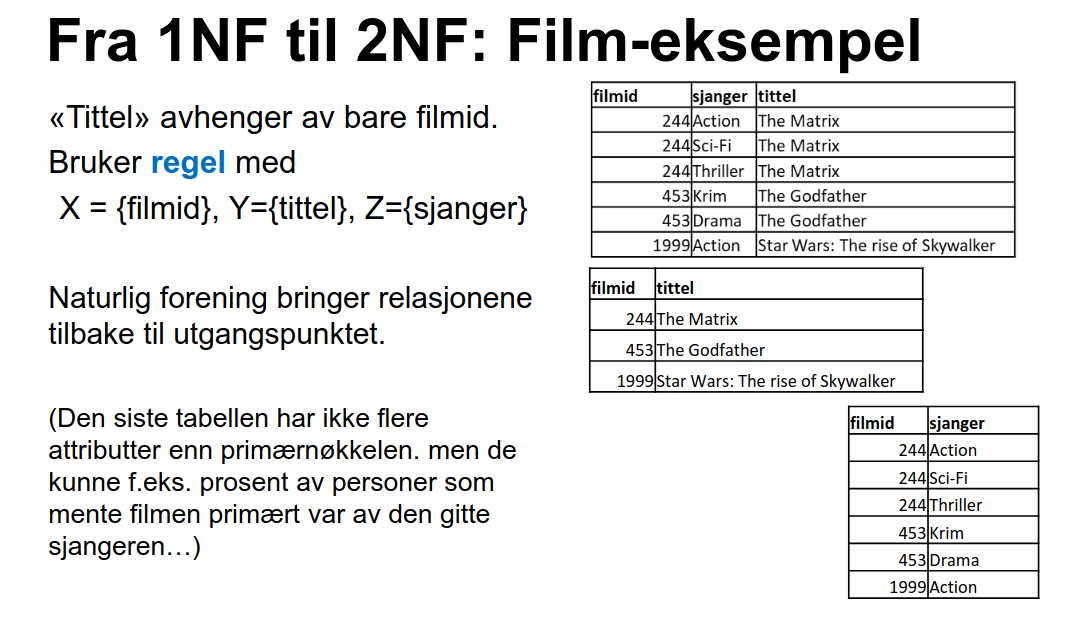 Fra 1NF til 2NF: Film-eksempel
«Tittel» avhenger av bare filmid.
Bruker regel med
X = {filmid}, Y={tittel}, Z={sjanger}
Naturlig forening bringer relasjonene
tilbake til utgangspunktet.
(Den siste tabellen har ikke flere
attributter enn primærnøkkelen. men de
kunne f.eks. prosent av personer som
mente filmen primært var av den gitte
sjangeren…)
filmid sjanger tittel
244 Action The Matrix
244 Sci-Fi The Matrix
244 Thriller The Matrix
453 Krim The Godfather
453 Drama The Godfather
1999 Action Star Wars: The rise of Skywalker
filmid tittel
244 The Matrix
453 The Godfather
1999 Star Wars: The rise of Skywalker
filmid sjanger
244 Action
244 Sci-Fi
244 Thriller
453 Krim
453 Drama
1999 Action